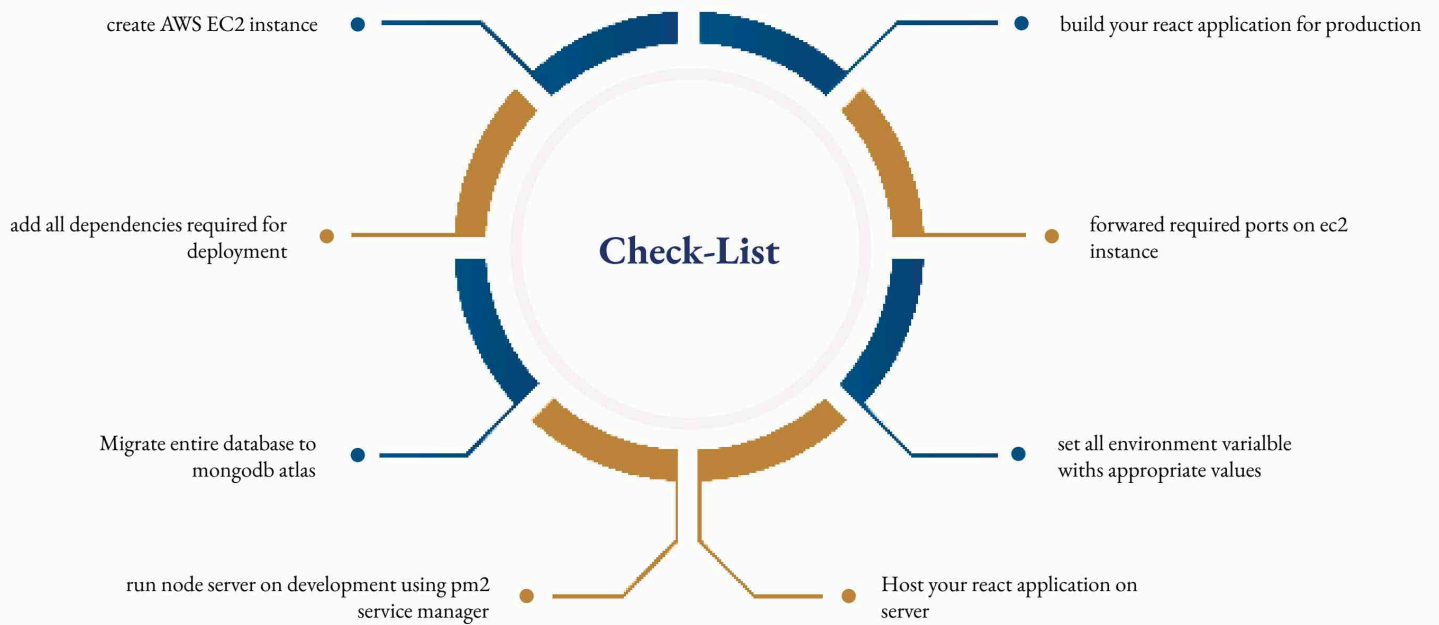 create AWS EC2 instance
build your react application for production
add all dependencies required for
deployment
forwared required ports on ec2
instance
Check-List
Migrate entire database to
mongodb atlas
set all environment varialble
withs appropriate values
run node server on development using pm2
service manager
Host your react application on
server